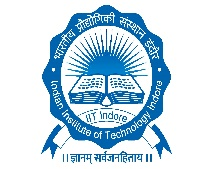 भारतीय प्रौद्योगिकी संस्थान इंदौर
IIT Indore
Indian Institute of Technology Indore
॥ ज्ञानम् सर्वजनहिताय ॥